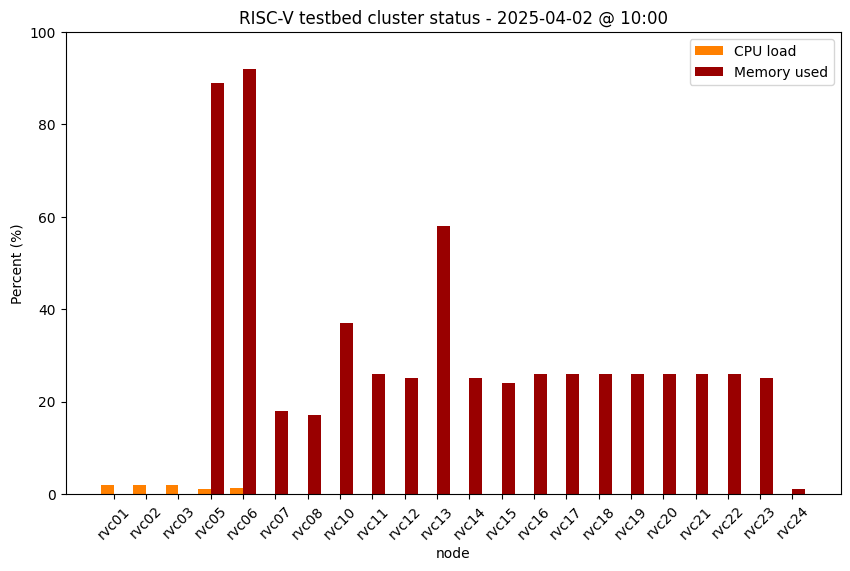 RISC-V testbed cluster status - 2025-04-02 @ 10:00
CPU load
Memory used
Percent (%)
100
80
60
40
20
0
rvc01
rvc02
rvc03
rvc05
rvc06
rvc07
rvc08
rvc10
rvc11
rvc12
rvc13
rvc14
rvc15
rvc16
rvc17
rvc18
rvc19
rvc20
rvc21
rvc22
rvc23
rvc24
node